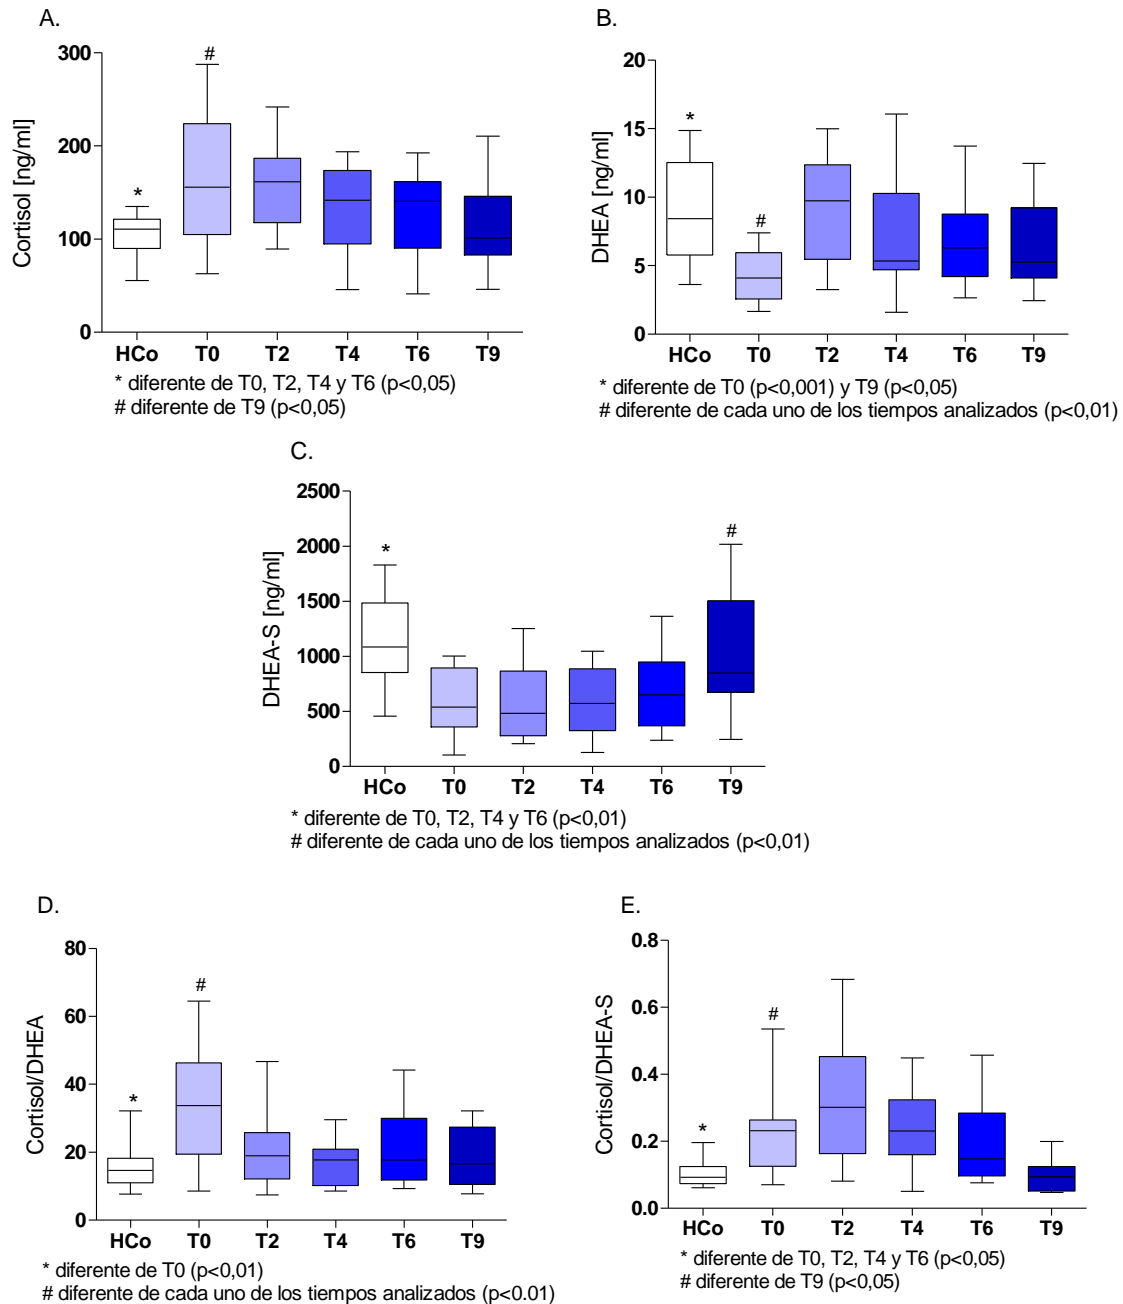 A.
B.
Cortisol [ng/ml]
300
200
100
0
*
#
HCo T0 T2 T4 T6 T9
* diferente de T0, T2, T4 y T6 (p<0,05)
# diferente de T9 (p<0,05)
DHEA [ng/ml]
20
15
10
5
0
*
#
HCo T0 T2 T4 T6 T9
* diferente de T0 (p<0,001) y T9 (p<0,05)
# diferente de cada uno de los tiempos analizados (p<0,01)
C.
DHEA-S [ng/ml]
2500
2000
1500
1000
500
0
*
#
HCo T0 T2 T4 T6 T9
* diferente de T0, T2, T4 y T6 (p<0,01)
# diferente de cada uno de los tiempos analizados (p<0,01)
D.
Cortisol/DHEA
80
60
40
20
0
*
#
HCo T0 T2 T4 T6 T9
* diferente de T0 (p<0,01)
# diferente de cada uno de los tiempos analizados (p<0.01)
E.
Cortisol/DHEA-S
0.8
0.6
0.4
0.2
0.0
*
#
HCo T0 T2 T4 T6 T9
* diferente de T0, T2, T4 y T6 (p<0,05)
# diferente de T9 (p<0,05)